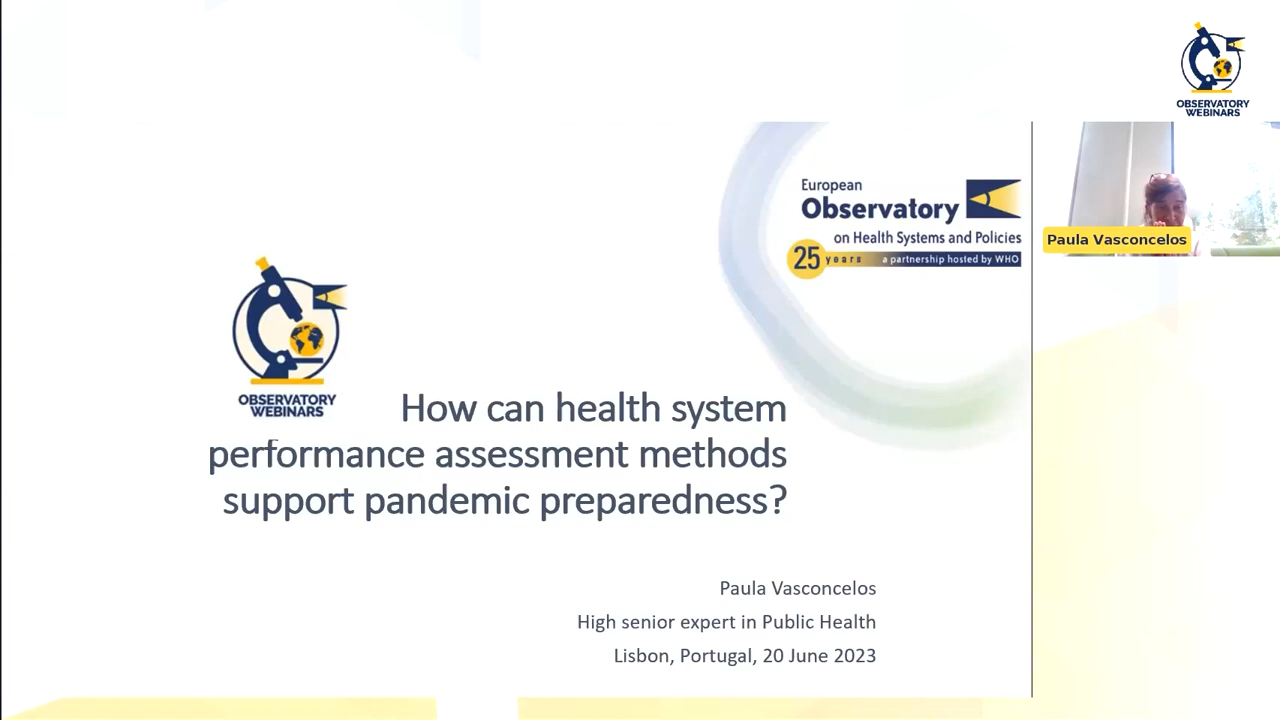 OBSERVATORY
WEBINARS
European
Observatory
on Health Systems and Policies
25 years a partnership hosted by WHO
Paula Vasconcelos
OBSERVATORY
WEBINARS
How can health system
performance assessment methods
support pandemic preparedness?
Paula Vasconcelos
High senior expert in Public Health
Lisbon, Portugal, 20 June 2023